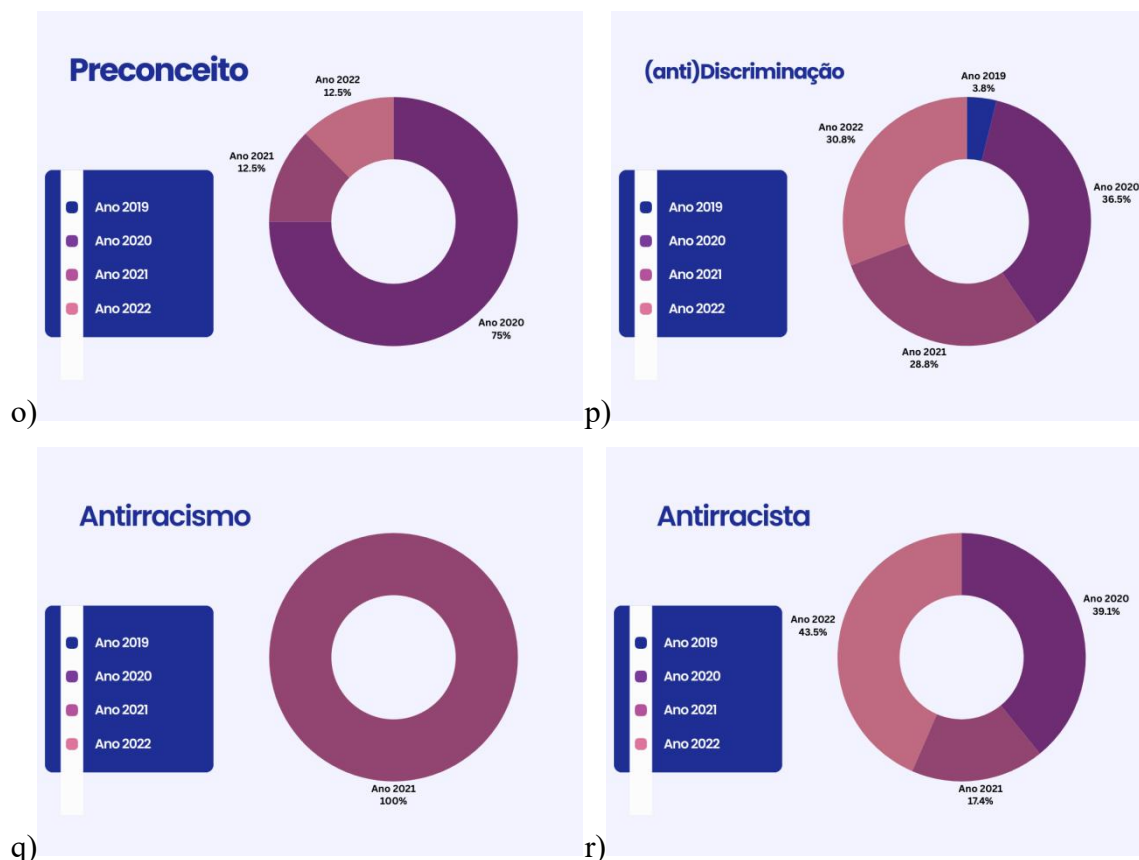 Preconceito
Ano 2022
12.5%
Ano 2021
12.5%
Ano 2020
75%
Ano 2019
Ano 2020
Ano 2021
Ano 2022
o)
(anti)Discriminação
Ano 2019
3.8%
Ano 2022
30.8%
Ano 2020
36.5%
Ano 2021
28.8%
Ano 2019
Ano 2020
Ano 2021
Ano 2022
p)
Antirracismo
Ano 2019
Ano 2020
Ano 2021
Ano 2022
Ano 2021
100%
q)
Antirracista
Ano 2022
43.5%
Ano 2020
39.1%
Ano 2021
17.4%
Ano 2019
Ano 2020
Ano 2021
Ano 2022
r)